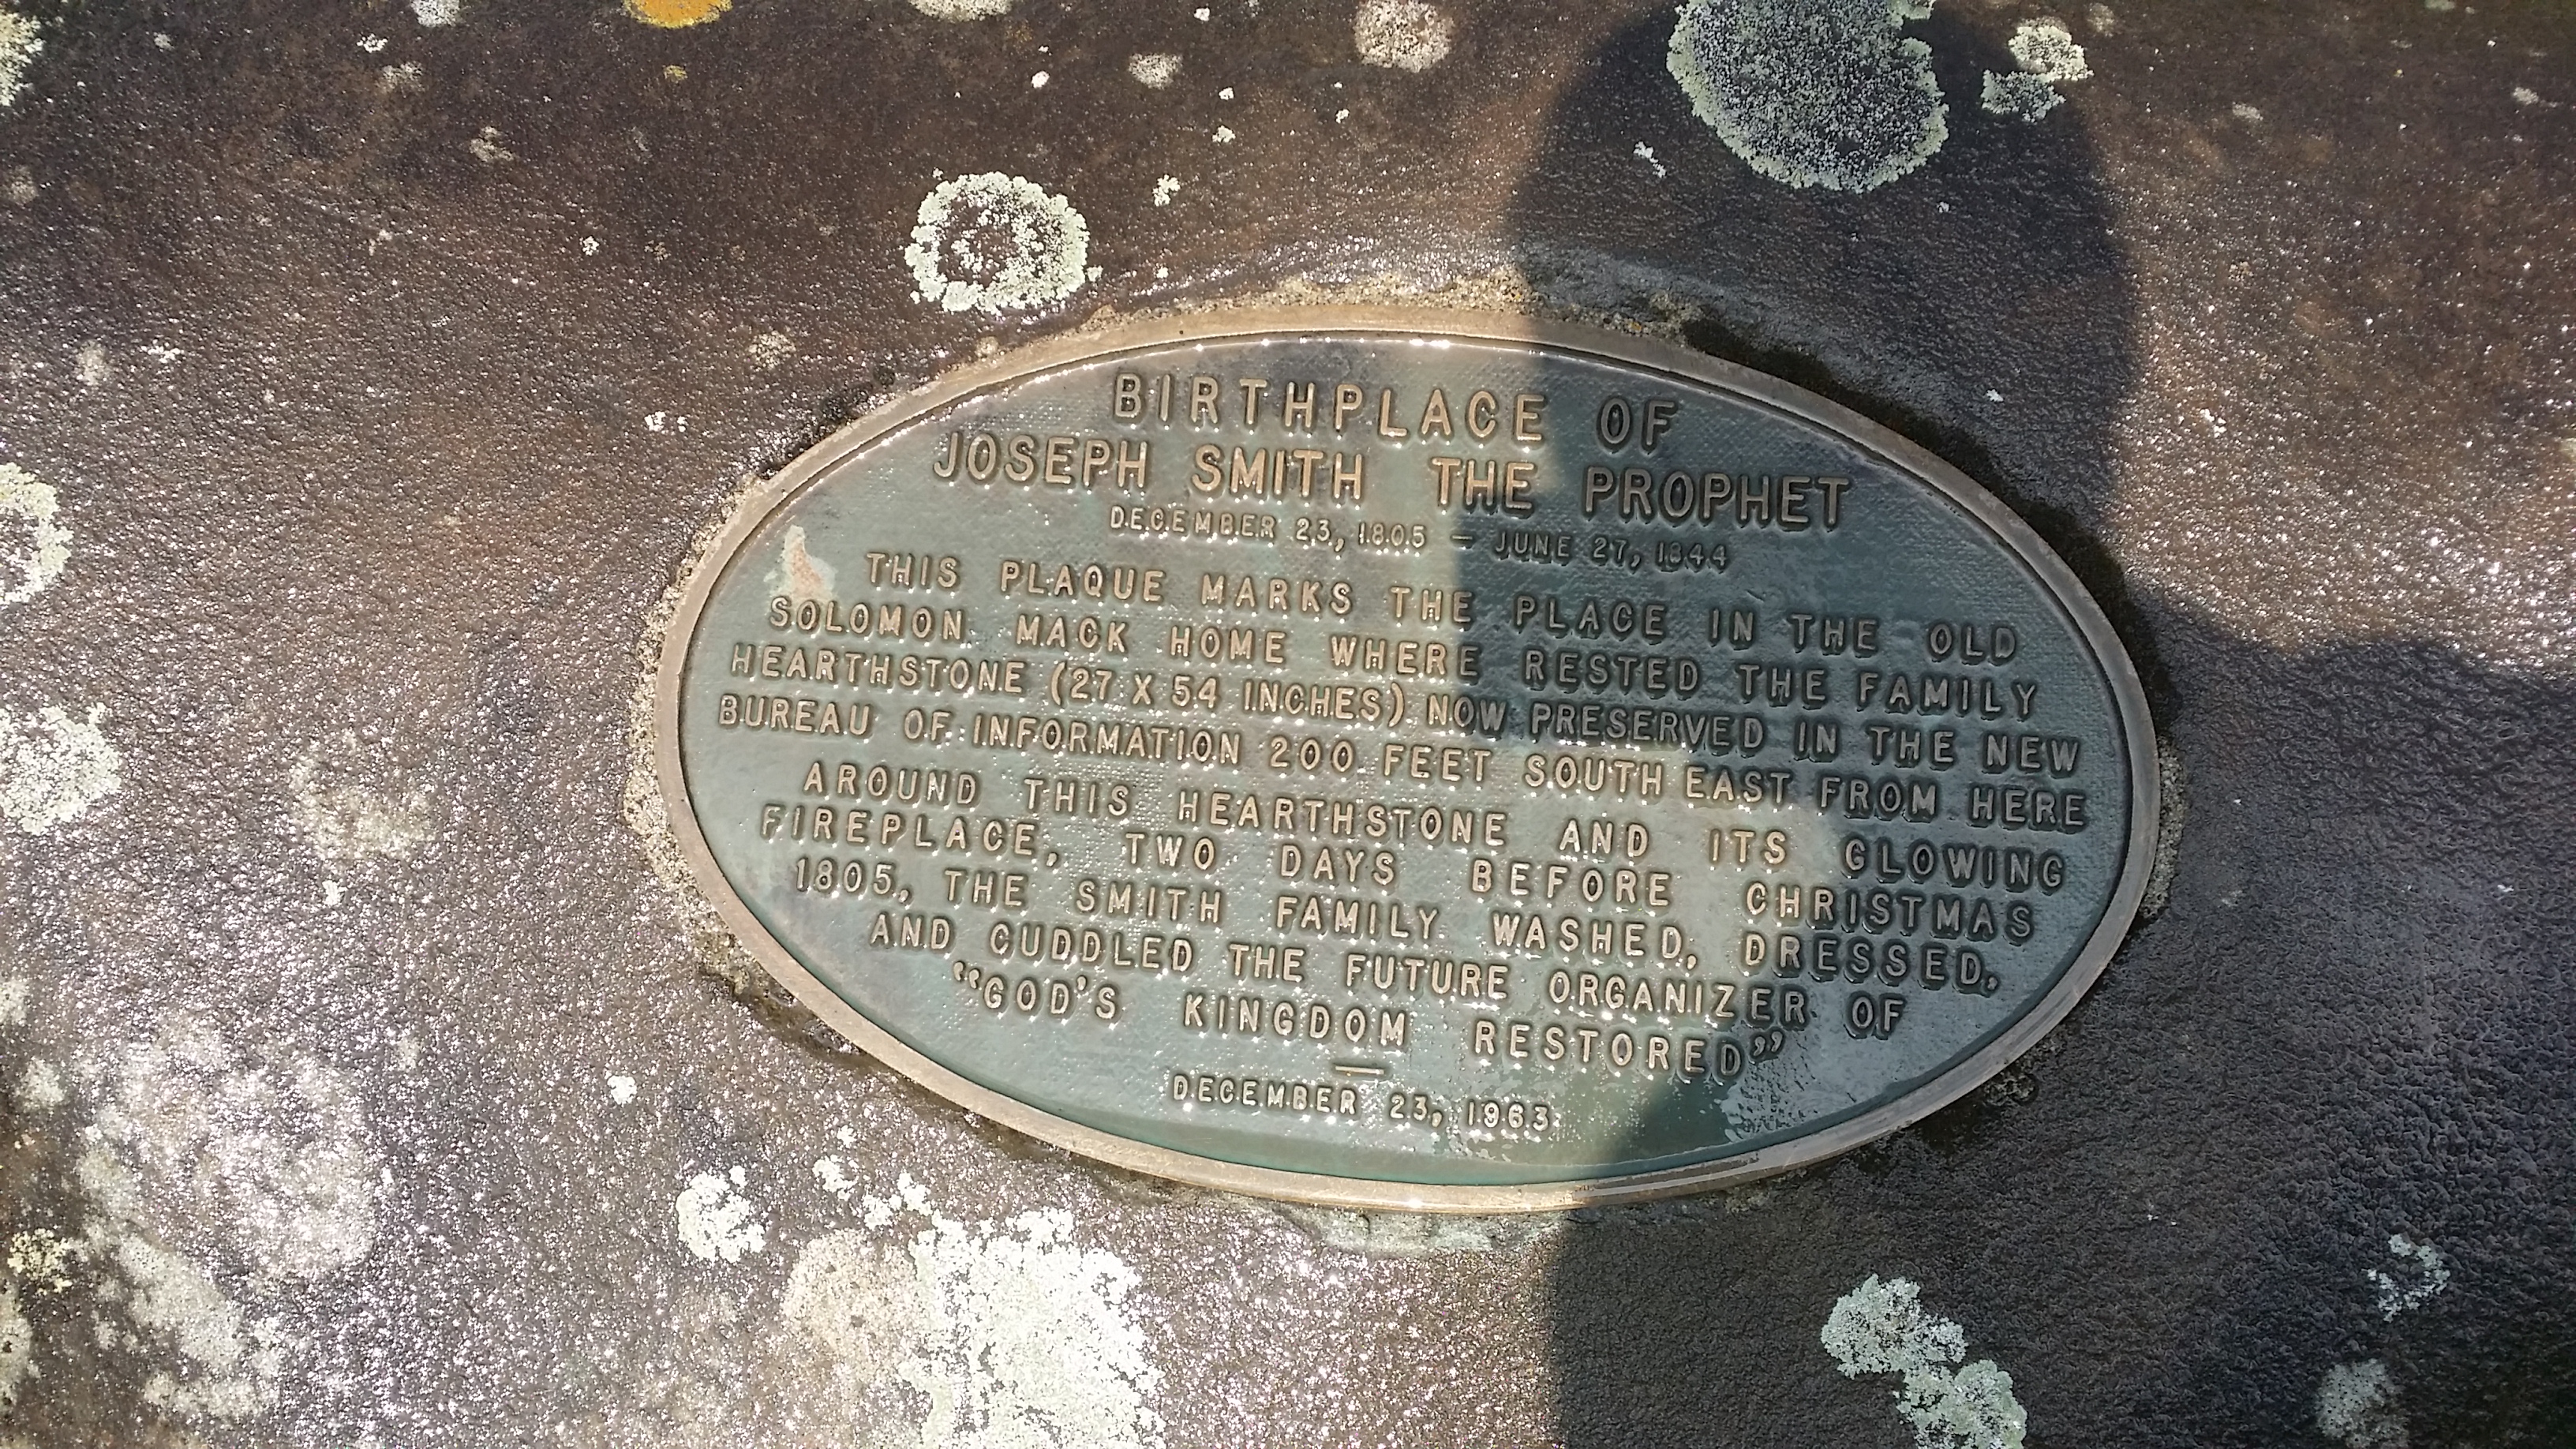 BIRTHPLACE OF
JOSEPH SMITH THE PROPHET
DECEMBER 23, 1805 — JUNE 27, 1844
THIS PLAQUE MARKS THE PLACE IN THE OLD
SOLOMON MACK HOME WHERE RESTED THE FAMILY
HEARTHSTONE (27 X 54 INCHES) NOW PRESERVED IN THE NEW
BUREAU OF INFORMATION 200 FEET SOUTH EAST FROM HERE
AROUND THIS HEARTHSTONE AND ITS GLOWING
FIREPLACE, TWO DAYS BEFORE CHRISTMAS
1805, THE SMITH FAMILY WASHED, DRESSED,
AND CUDDLED THE FUTURE ORGANIZER OF
“GOD'S KINGDOM RESTORED”
—
DECEMBER 23, 1963